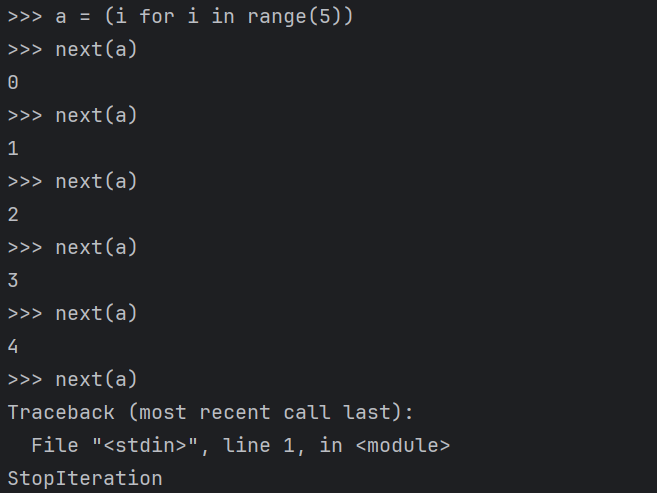 >>> a = (i for i in range(5))
>>> next(a)
0
>>> next(a)
1
>>> next(a)
2
>>> next(a)
3
>>> next(a)
4
>>> next(a)
Traceback (most recent call last):
  File "<stdin>", line 1, in <module>
StopIteration